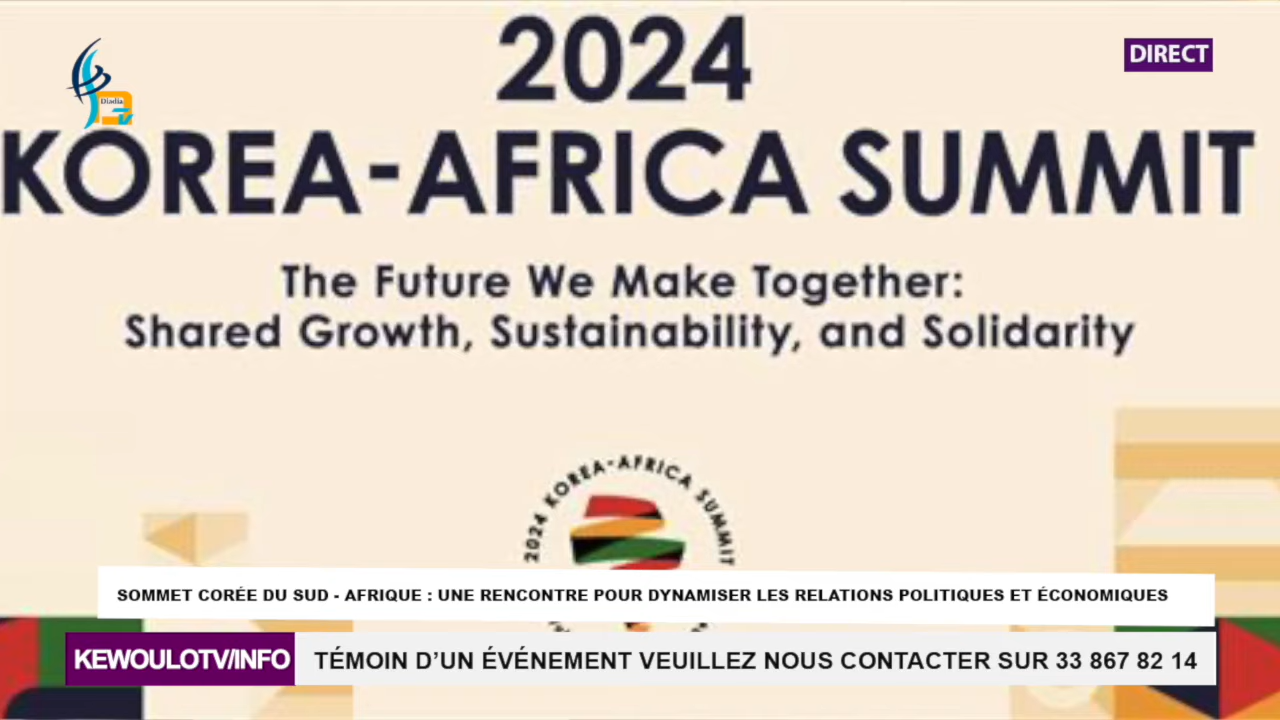 2024
DIRECT
Diadia
TV
KOREA-AFRICA SUMMIT
The Future We Make Together:
Shared Growth, Sustainability, and Solidarity
2024 KOREA-AFRICA SUMMIT
SOMMET CORÉE DU SUD - AFRIQUE : UNE RENCONTRE POUR DYNAMISER LES RELATIONS POLITIQUES ET ÉCONOMIQUES
KEWOULOTV/INFO
TÉMOIN D’UN ÉVÉNEMENT VEUILLEZ NOUS CONTACTER SUR 33 867 82 14